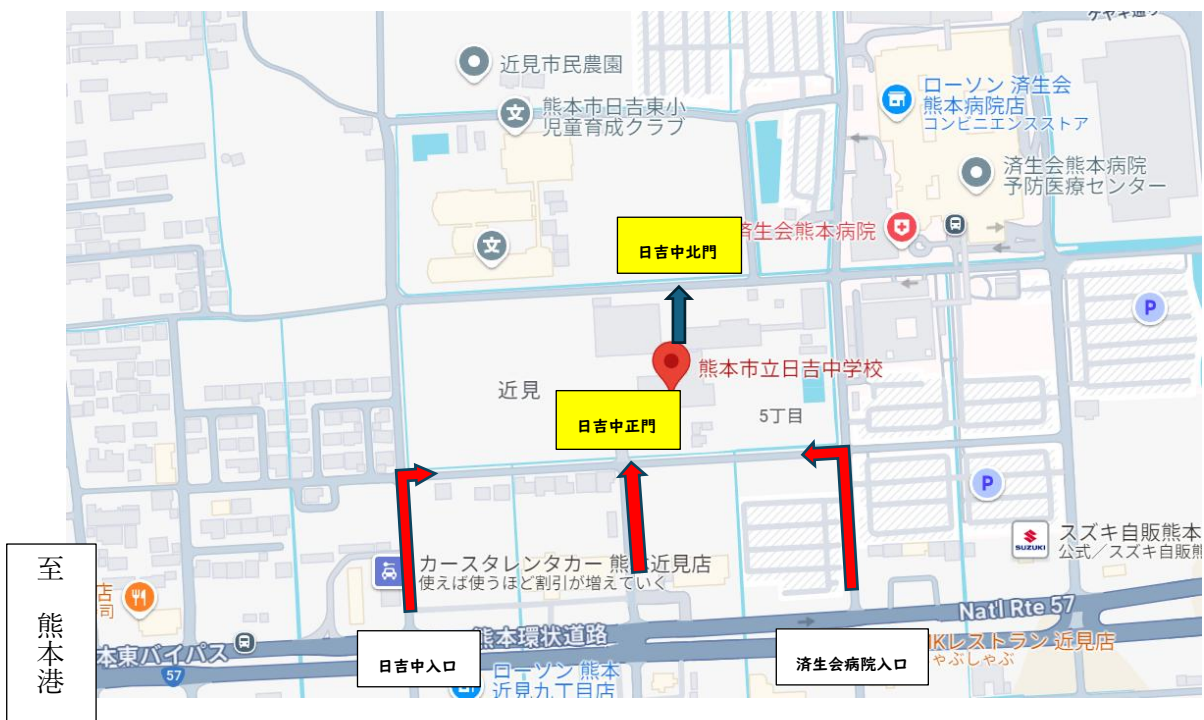 ケヤキ通り
近見市民農園
熊本市日吉東小
児童育成クラブ
ローソン 済生会
熊本病院店
コンビニエンスストア
済生会熊本病院
予防医療センター
日吉中北門
済生会熊本病院
P
熊本市立日吉中学校
近見
日吉中正門
5丁目
P
至 熊本港
カースタレンタカー 熊本近見店
使えば使うほど割引が増えていく
SUZUKI
スズキ自販熊本
公式/スズキ自販熊
店
司
Nat'l Rte 57
熊本環状道路
本東バイパス
57
日吉中入口
済生会病院入口
Kレストラン 近見店
ゃぶしゃぶ
ローソン 熊本
近見九丁目店
文
文